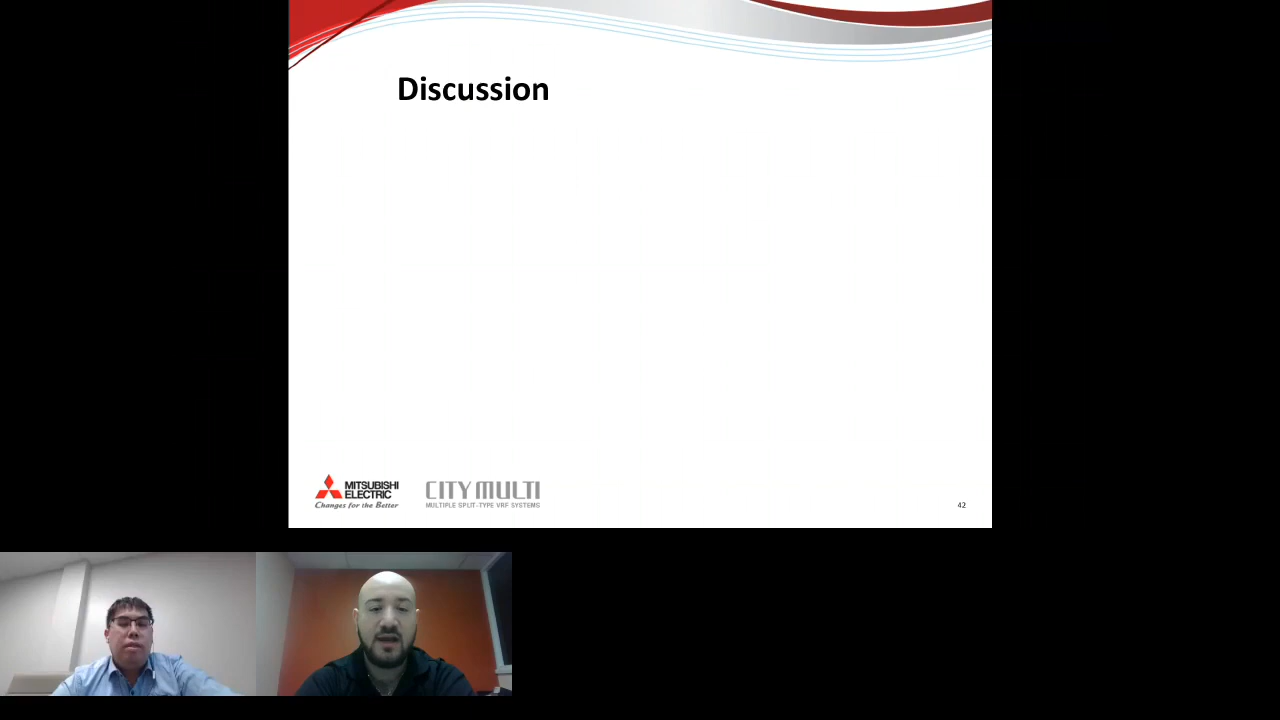 Discussion
MITSUBISHI
ELECTRIC
Changes for the Better
CITY MULTI
MULTIPLE SPLIT-TYPE VRF SYSTEMS
42